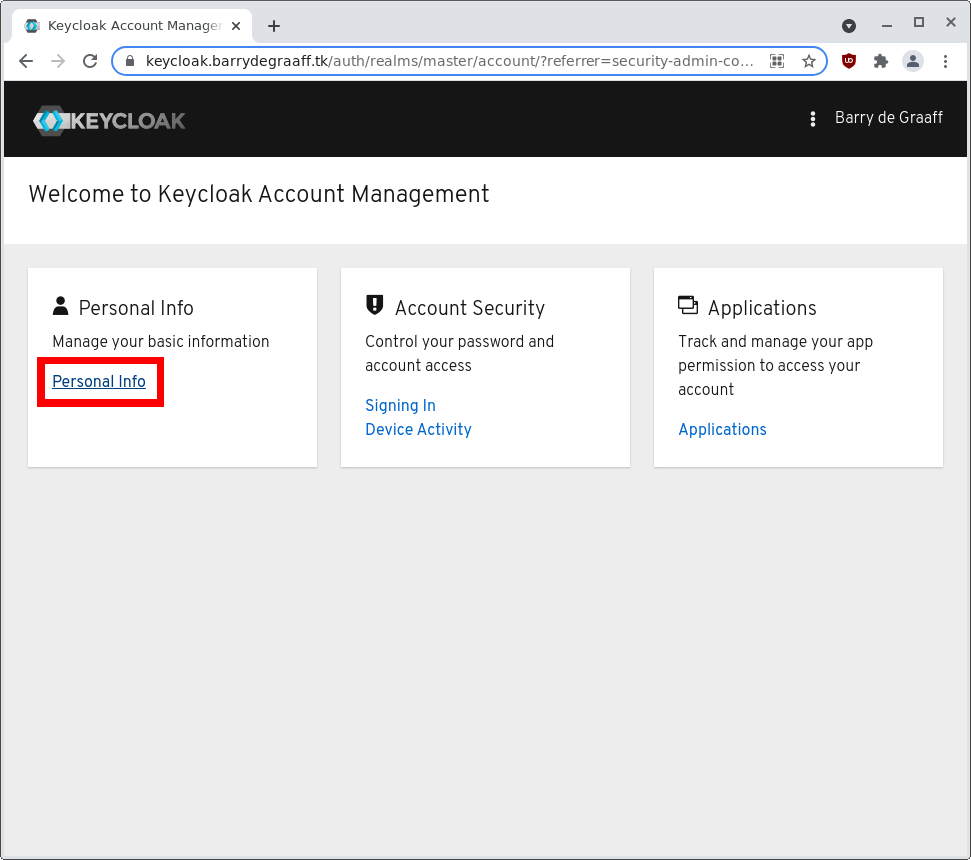 Keycloak Account Manager
keycloak.barrydegraaff.tk/auth/realms/master/account/?referrer=security-admin-co...
KEYCLOAK
Barry de Graaff
Welcome to Keycloak Account Management
Personal Info
Manage your basic information
Personal Info
Account Security
Control your password and
account access
Signing In
Device Activity
Applications
Track and manage your app
permission to access your
account
Applications